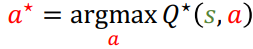 a* = argmax Q*(s, a)
a